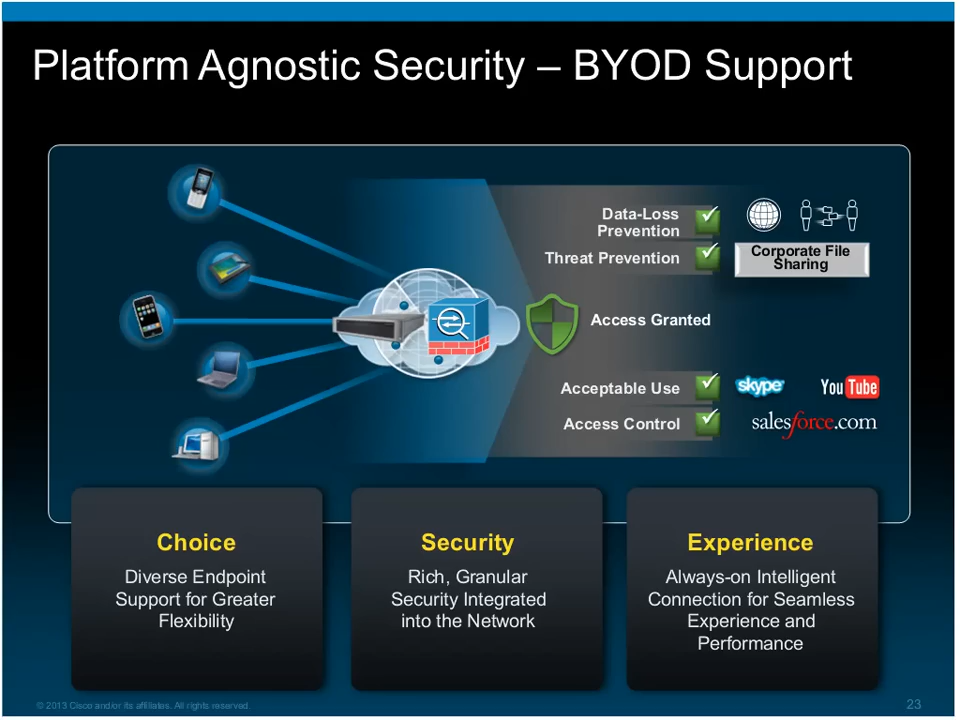 Platform Agnostic Security – BYOD Support
Data-Loss
Prevention
Threat Prevention
Corporate File
Sharing
Access Granted
Acceptable Use
skype
You Tube
Access Control
salesforce.com
Choice
Diverse Endpoint
Support for Greater
Flexibility
Security
Rich, Granular
Security Integrated
into the Network
Experience
Always-on Intelligent
Connection for Seamless
Experience and
Performance
© 2013 Cisco and/or its affiliates. All rights reserved.
23